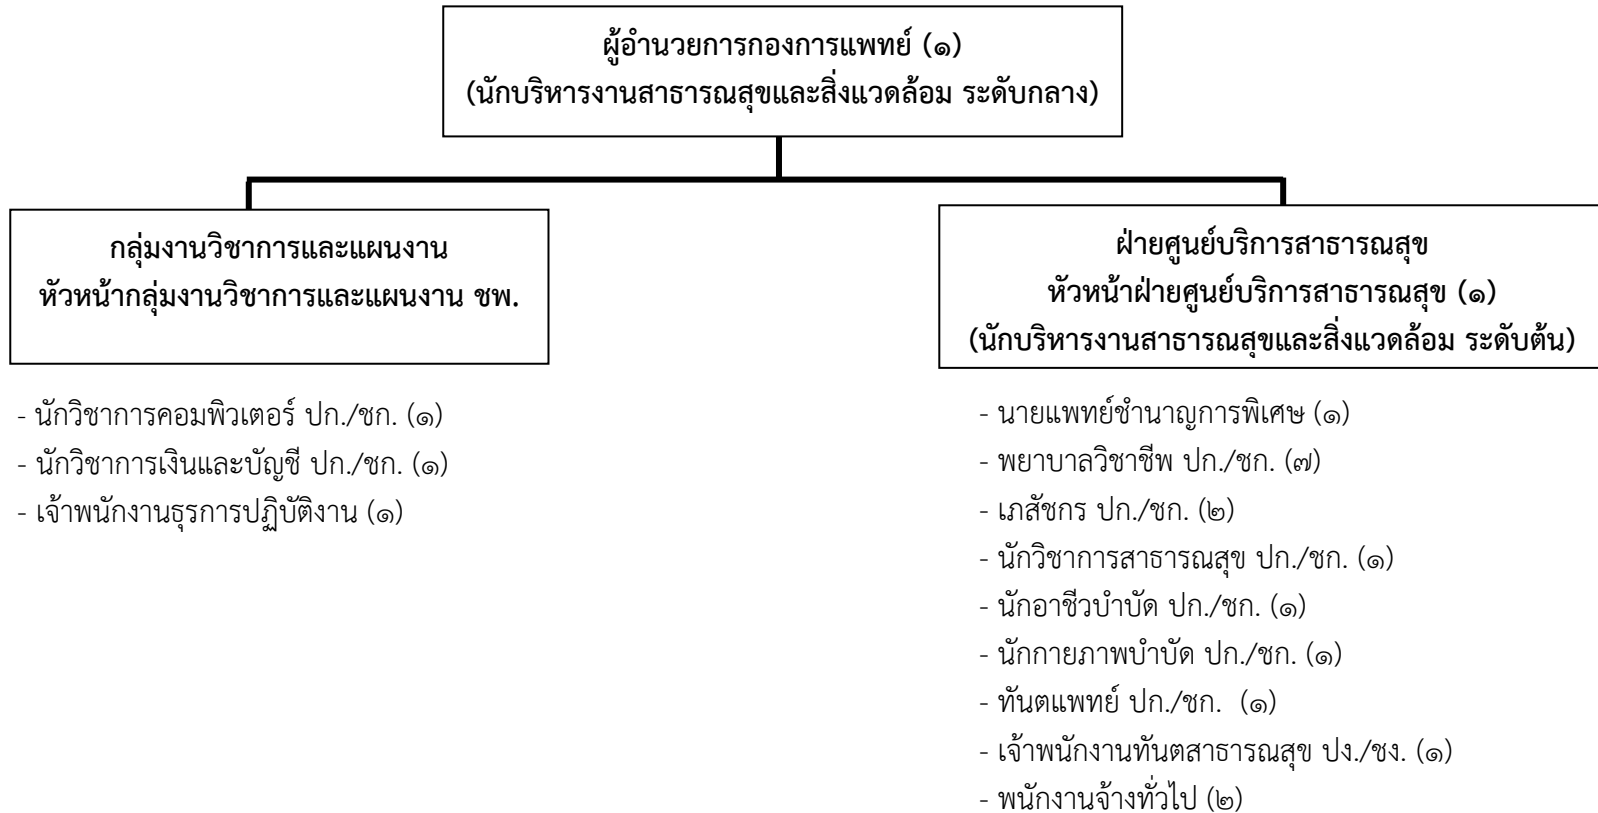 ผู้อำนวยการกองการแพทย์ (๑)
(นักบริหารงานสาธารณสุขและสิ่งแวดล้อม ระดับกลาง)
กลุ่มงานวิชาการและแผนงาน
หัวหน้ากลุ่มงานวิชาการและแผนงาน ชพ.
- นักวิชาการคอมพิวเตอร์ ปก./ชก. (๑)
- นักวิชาการเงินและบัญชี ปก./ชก. (๑)
- เจ้าพนักงานธุรการปฏิบัติงาน (๑)
ฝ่ายศูนย์บริการสาธารณสุข
หัวหน้าฝ่ายศูนย์บริการสาธารณสุข (๑)
(นักบริหารงานสาธารณสุขและสิ่งแวดล้อม ระดับต้น)
- นายแพทย์ชำนาญการพิเศษ (๑)
- พยาบาลวิชาชีพ ปก./ชก. (๗)
- เภสัชกร ปก./ชก. (๒)
- นักวิชาการสาธารณสุข ปก./ชก. (๑)
- นักอาชีวบำบัด ปก./ชก. (๑)
- นักกายภาพบำบัด ปก./ชก. (๑)
- ทันตแพทย์ ปก./ชก. (๑)
- เจ้าพนักงานทันตสาธารณสุข ปง./ชง. (๑)
- พนักงานจ้างทั่วไป (๒)